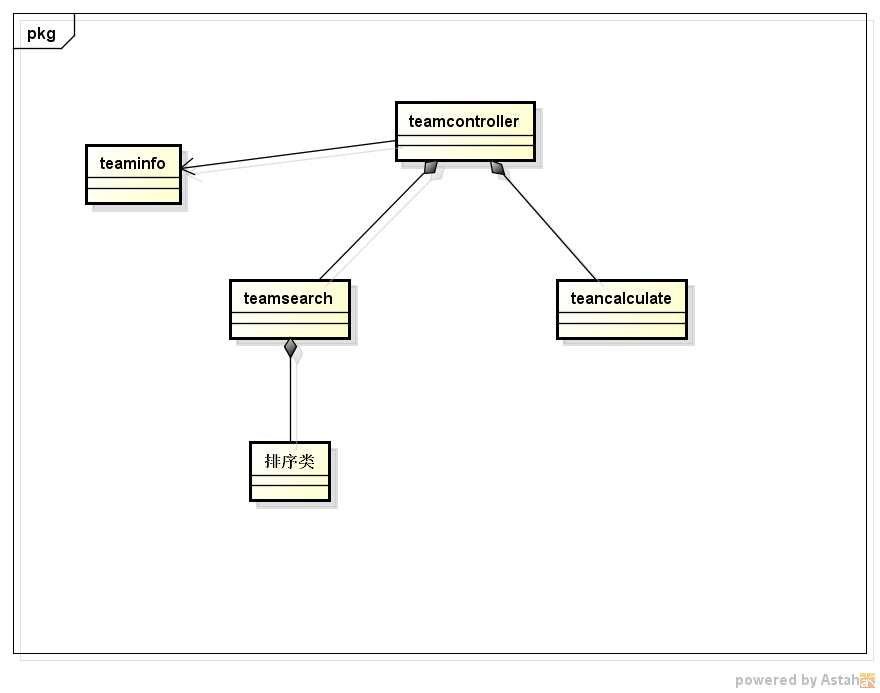 pkg
teamcontroller
teaminfo
teamsearch
teancalculate
排序类
powered by Astah